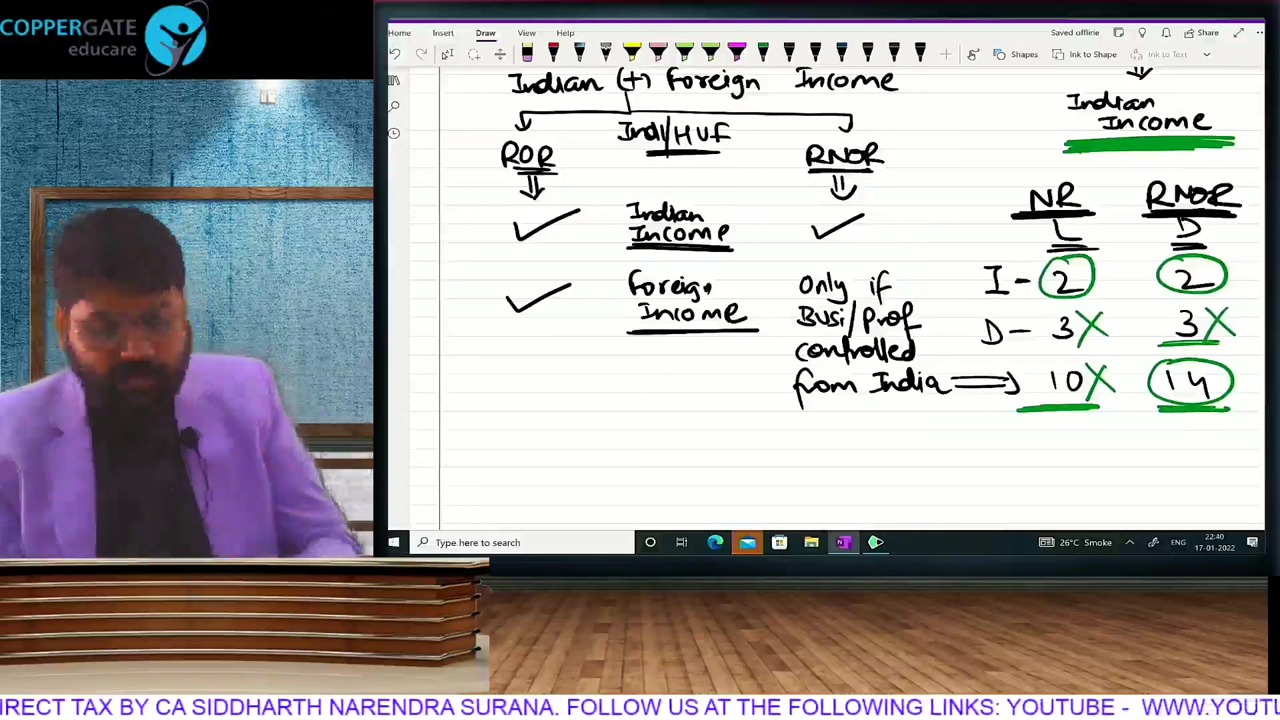 COPPERGATE
educare
Home Insert Draw View Help
Saved offline
Share
Shapes
Ink to Shape
Ink to Text
Indian (+) Foreign Income
Indi/HUF
ROR
RNOR
Indian
Income
Indian
Income
Foreign
Income
Only if
Busi/Prof
controlled
from India
NR RNOR
L D
I - 2 2
D - 3 X 3 X
10 X 14
Type here to search
26°C Smoke
ENG
22:40
17-01-2022
IRECT TAX BY CA SIDDHARTH NARENDRA SURANA. FOLLOW US AT THE FOLLOWING LINKS: YOUTUBE - WWW.YOUTU